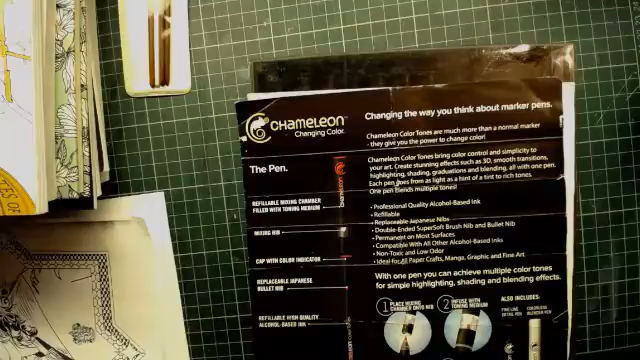 CHAMELEON™
Changing Color.
Changing the way you think about marker pens.
Chameleon Color Tones are much more than a normal marker
- they give you the power to change color!
Chameleon Color Tones bring color control and simplicity to
your art. Create stunning effects such as 3D, smooth transitions,
highlighting, shading, graduations and blending, all with one pen.
Each pen goes from as light as a hint of a tint to rich tones.
One pen blends multiple tones!
The Pen.
REFILLABLE MIXING CHAMBER
FILLED WITH TONING MEDIUM
MIXING NIB
CAP WITH COLOR INDICATOR
REPLACEABLE JAPANESE
BULLET NIB
REFILLABLE HIGH QUALITY
ALCOHOL-BASED INK
• Professional Quality Alcohol-Based Ink
• Refillable
• Replaceable Japanese Nibs
• Double-Ended SuperSoft Brush Nib and Bullet Nib
• Permanent on Most Surfaces
• Compatible With All Other Alcohol-Based Inks
• Non-Toxic and Low Odor
• Ideal For All Paper Crafts, Manga, Graphic and Fine Art
With one pen you can achieve multiple color tones
for simple highlighting, shading and blending effects.
1 PLACE MIXING
CHAMBER ONTO NIB
2 INFUSE WITH
TONING MEDIUM
ALSO INCLUDES:
FINE LINE
DETAIL PEN
COLORLESS
BLENDER PEN